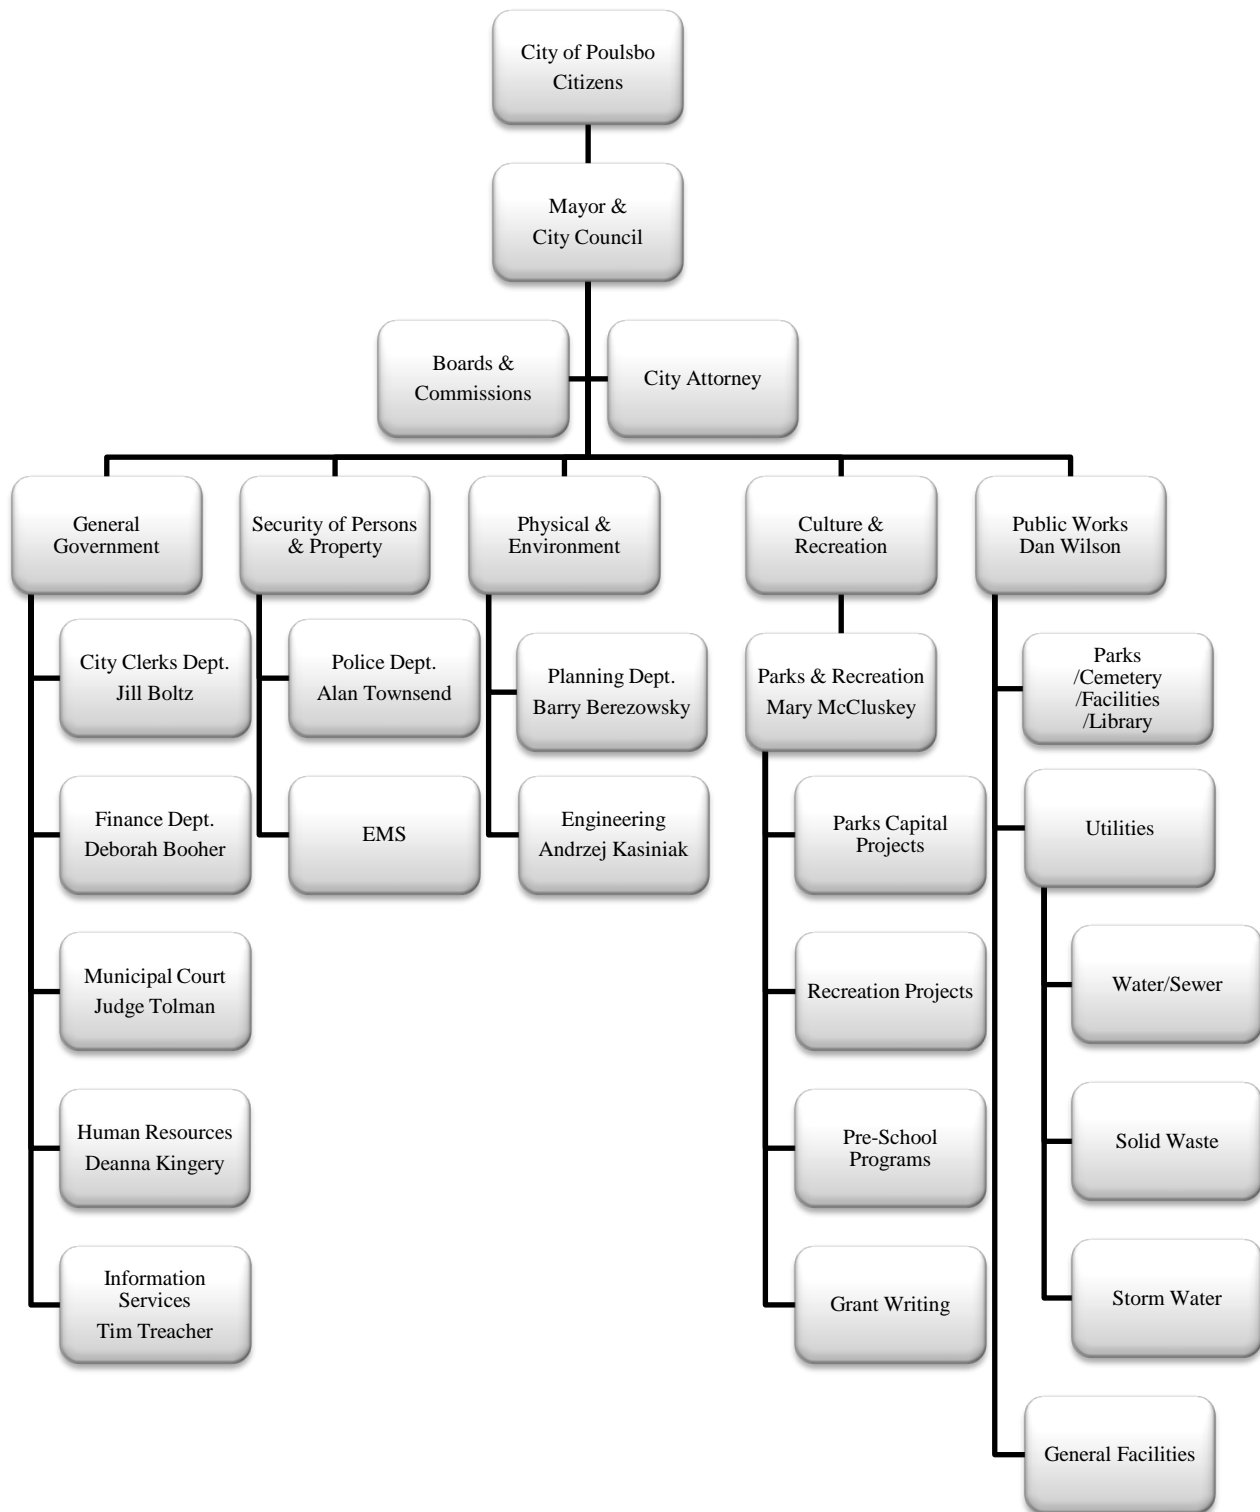 City of Poulsbo
Citizens
Mayor &
City Council
Boards &
Commissions
City Attorney
General
Government
Security of Persons
& Property
Physical &
Environment
Culture &
Recreation
Public Works
Dan Wilson
City Clerks Dept.
Jill Boltz
Finance Dept.
Deborah Booher
Municipal Court
Judge Tolman
Human Resources
Deanna Kingery
Information
Services
Tim Treacher
Police Dept.
Alan Townsend
EMS
Planning Dept.
Barry Berezowsky
Engineering
Andrzej Kasiniak
Parks & Recreation
Mary McCluskey
Parks Capital
Projects
Recreation Projects
Pre-School
Programs
Grant Writing
Parks
/Cemetery
/Facilities
/Library
Utilities
Water/Sewer
Solid Waste
Storm Water
General Facilities